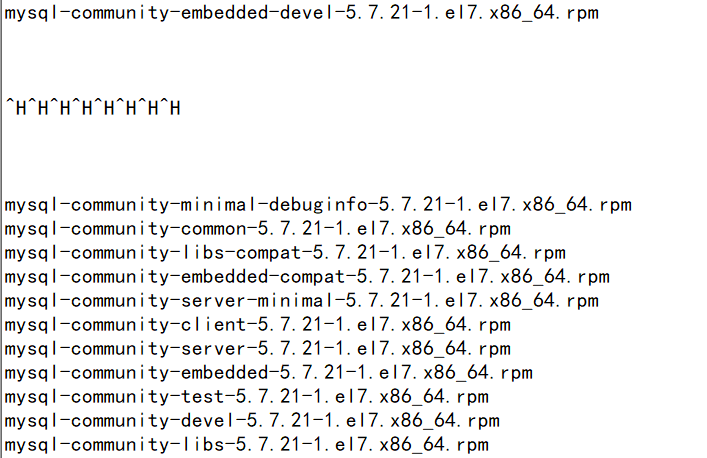 mysql-community-embedded-devel-5.7.21-1.el7.x86_64.rpm
^H^H^H^H^H^H^H^H
mysql-community-minimal-debuginfo-5.7.21-1.el7.x86_64.rpm
mysql-community-common-5.7.21-1.el7.x86_64.rpm
mysql-community-libs-compat-5.7.21-1.el7.x86_64.rpm
mysql-community-embedded-compat-5.7.21-1.el7.x86_64.rpm
mysql-community-server-minimal-5.7.21-1.el7.x86_64.rpm
mysql-community-client-5.7.21-1.el7.x86_64.rpm
mysql-community-server-5.7.21-1.el7.x86_64.rpm
mysql-community-embedded-5.7.21-1.el7.x86_64.rpm
mysql-community-test-5.7.21-1.el7.x86_64.rpm
mysql-community-devel-5.7.21-1.el7.x86_64.rpm
mysql-community-libs-5.7.21-1.el7.x86_64.rpm